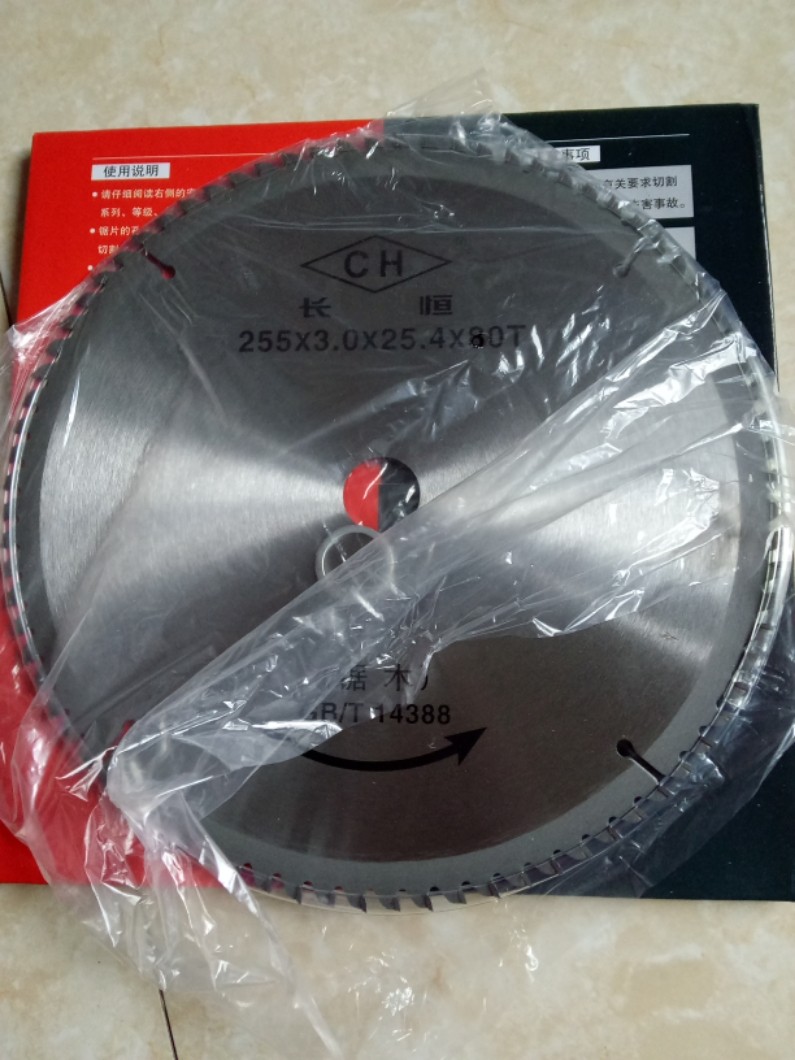 使用说明
事项
• 请仔细阅读右侧的
系列、等级、
• 锯片的
切割
关要求切割
害事故。
CH
长 恒
255X3.0X25.4X80T
锯木
GB/T 14388